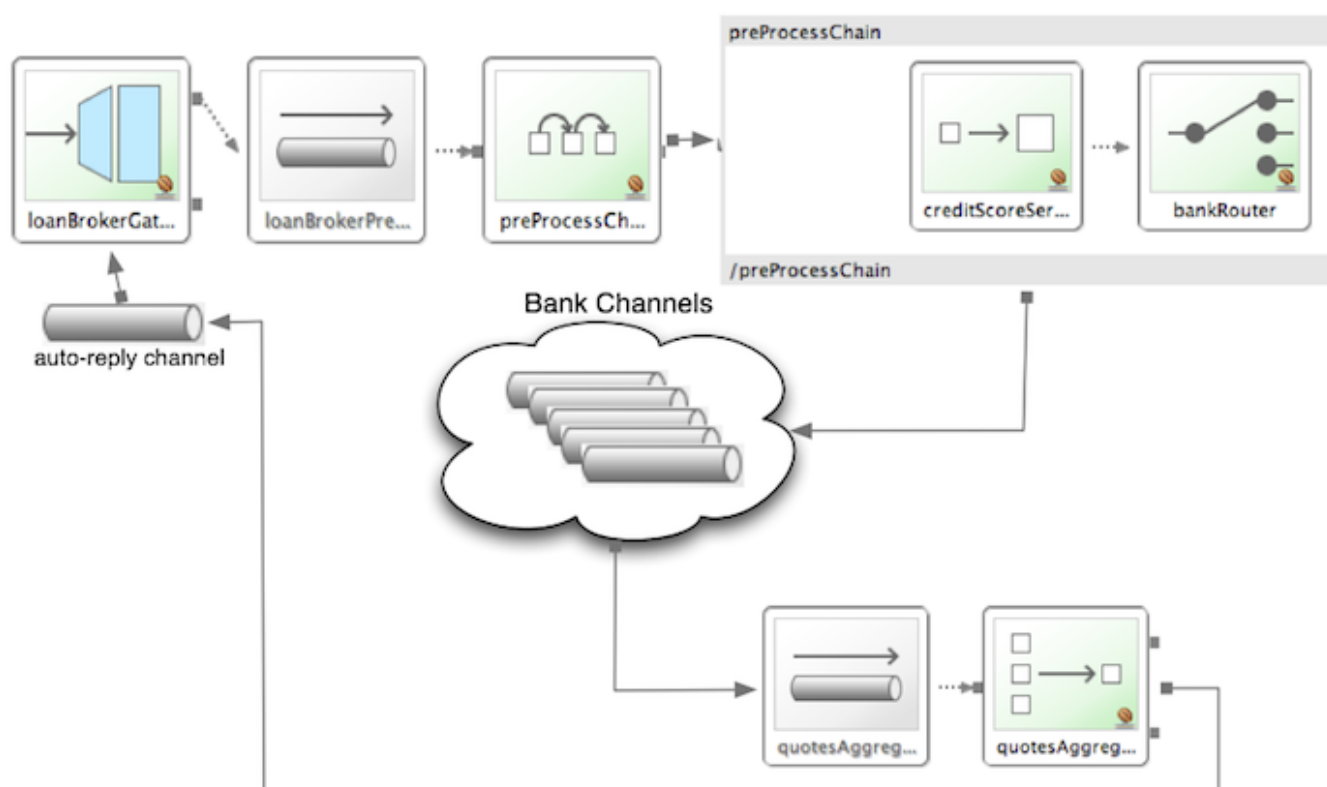 preProcessChain
loanBrokerGat...
loanBrokerPre...
preProcessCh...
creditScoreSer...
bankRouter
/preProcessChain
Bank Channels
auto-reply channel
quotesAggreg...
quotesAggreg...